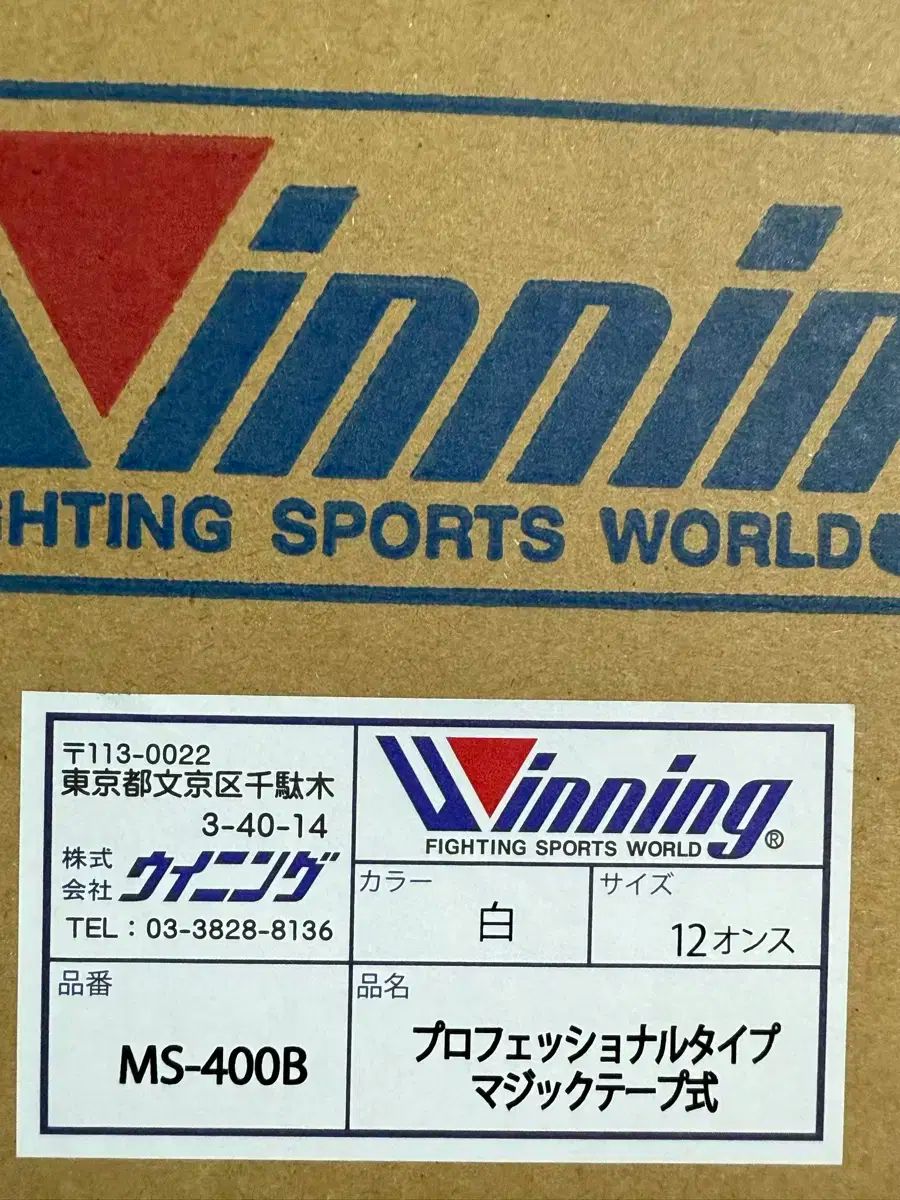 Winnin
GHTING SPORTS WORLD
〒113-0022
東京都文京区千駄木
3-40-14
株式
会社 ウイニング
TEL：03-3828-8136
Winning®
FIGHTING SPORTS WORLD
カラー
白
サイズ
12オンス
品番
MS-400B
品名
プロフェッショナルタイプ
マジックテープ式